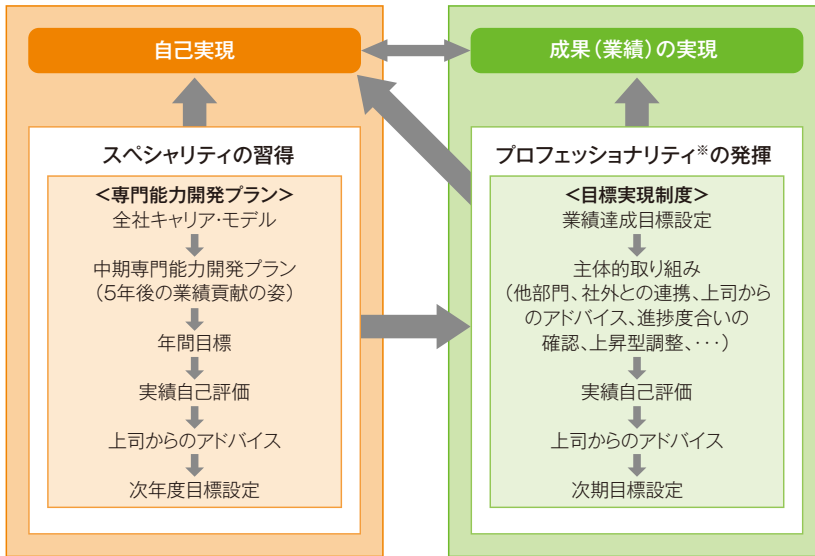 自己実現
スペシャリティの習得
＜専門能力開発プラン＞
全社キャリア・モデル
中期専門能力開発プラン
（5年後の業績貢献の姿）
年間目標
実績自己評価
上司からのアドバイス
次年度目標設定
成果（業績）の実現
プロフェッショナリティ※の発揮
＜目標実現制度＞
業績達成目標設定
主体的取り組み
（他部門、社外との連携、上司から
のアドバイス、進捗度合いの
確認、上昇型調整、・・・）
実績自己評価
上司からのアドバイス
次期目標設定